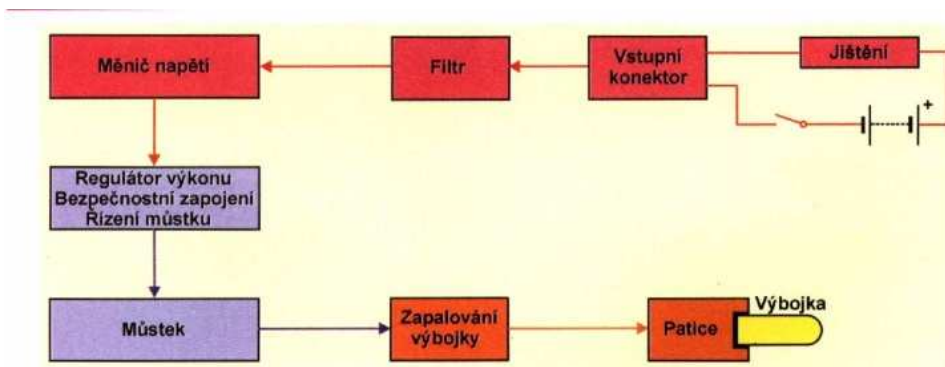 Měnič napětí
Filtr
Vstupní
konektor
Jištění
+
Regulátor výkonu
Bezpečnostní zapojení
Řízení můstku
Můstek
Zapalování
výbojky
Patice
Výbojka